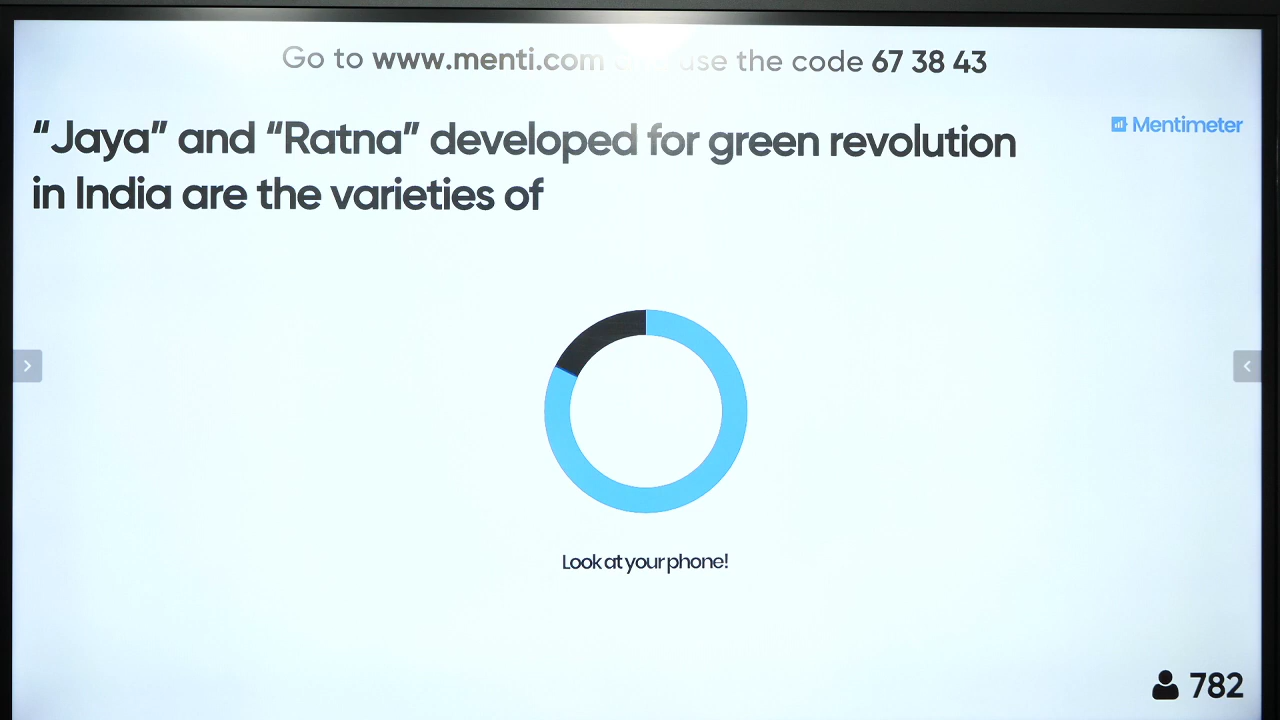 Go to www.menti.com use the code 67 38 43
“Jaya” and “Ratna” developed for green revolution
in India are the varieties of
Mentimeter
Look at your phone!
782